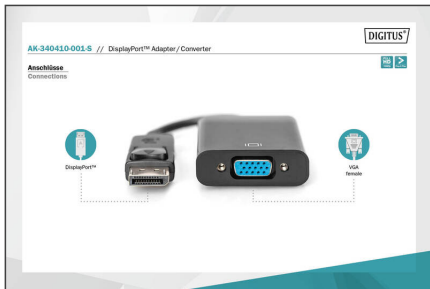 DIGITUS®
AK-340410-001-S // DisplayPort™ Adapter/Converter
Anschlüsse
Connections
DisplayPort™
VGA
female